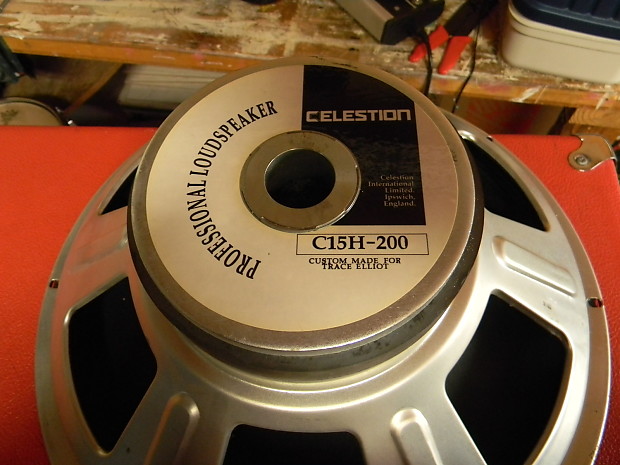 PROFESSIONAL LOUDSPEAKER
CELESTION
Celestion
International
Limited.
Ipswich,
England.
C15H-200
CUSTOM MADE FOR
TRACE ELLIOT